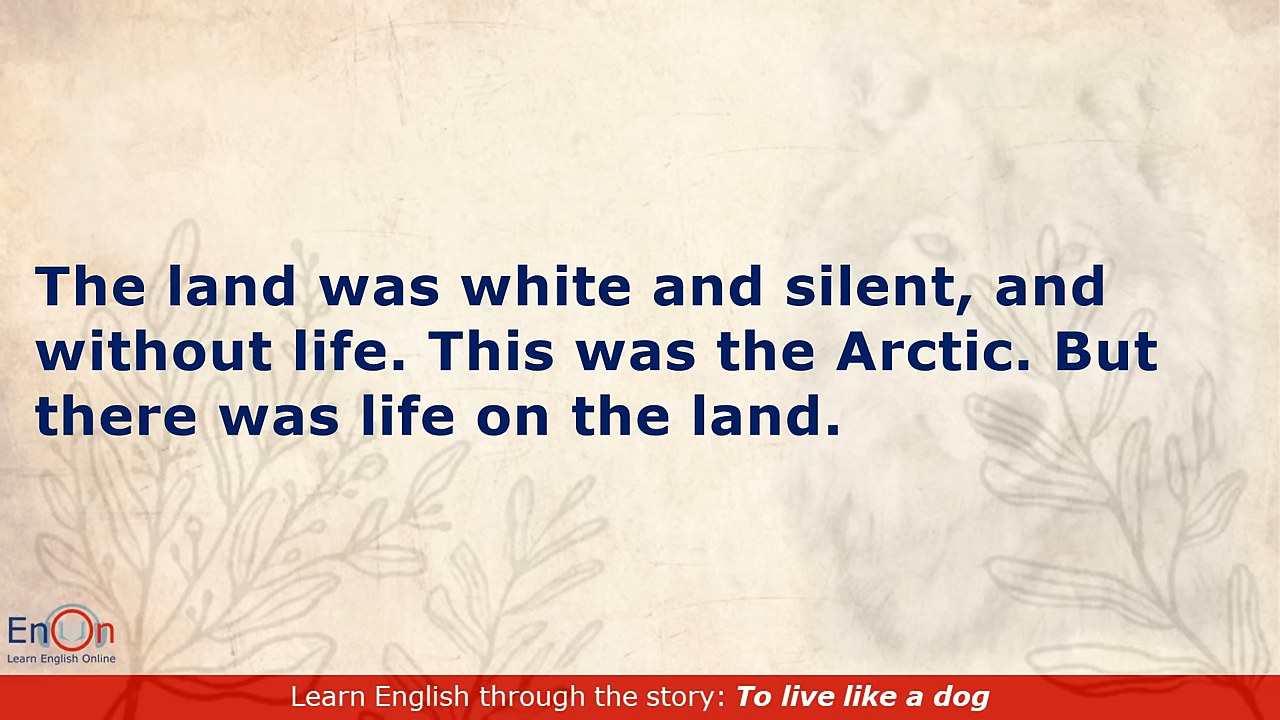 The land was white and silent, and
without life. This was the Arctic. But
there was life on the land.
EnOn
Learn English Online
Learn English through the story: To live like a dog